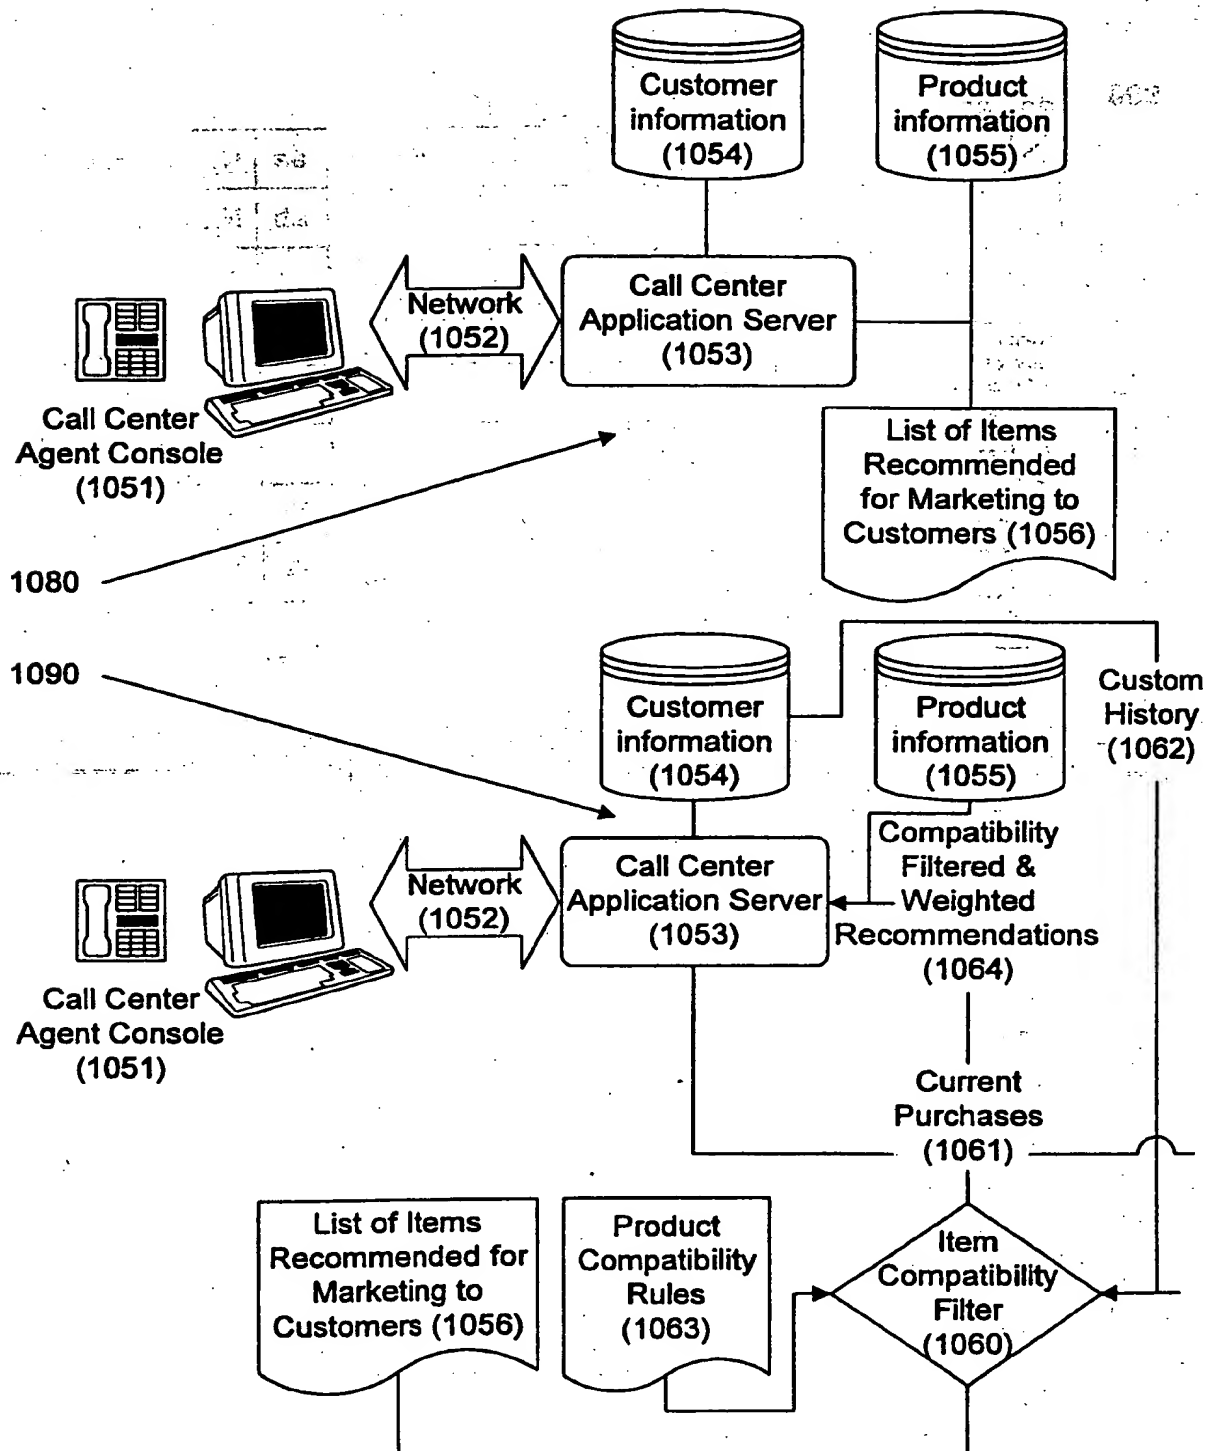 Customer
information
(1054)
Product
information
(1055)
Network
(1052)
Call Center
Application Server
(1053)
Call Center
Agent Console
(1051)
List of Items
Recommended
for Marketing to
Customers (1056)
1080
1090
Customer
information
(1054)
Product
information
(1055)
Custom
History
(1062)
Compatibility
Filtered &
Weighted
Recommendations
(1064)
Network
(1052)
Call Center
Application Server
(1053)
Call Center
Agent Console
(1051)
Current
Purchases
(1061)
List of Items
Recommended for
Marketing to
Customers (1056)
Product
Compatibility
Rules
(1063)
Item
Compatibility
Filter
(1060)